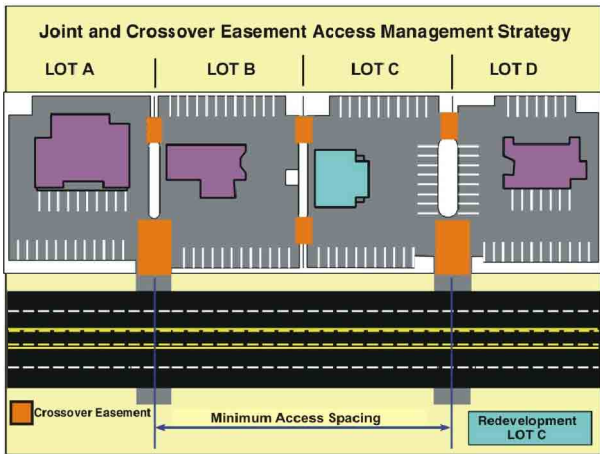 Joint and Crossover Easement Access Management Strategy
LOT A LOT B LOT C LOT D
Crossover Easement
Minimum Access Spacing
Redevelopment
LOT C